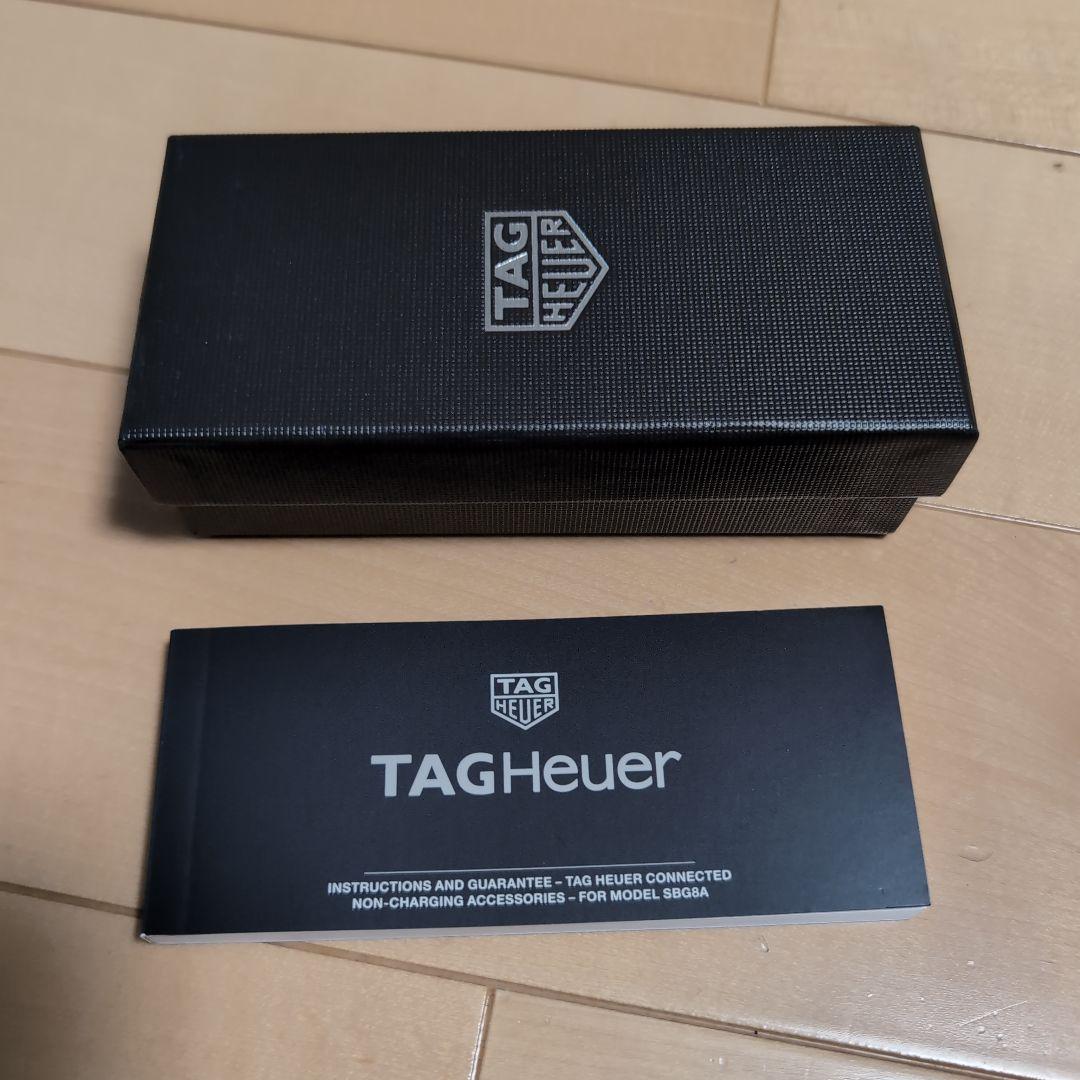 TAG
HEUER
TAG
HEUER
TAGHeuer
INSTRUCTIONS AND GUARANTEE – TAG HEUER CONNECTED
NON-CHARGING ACCESSORIES – FOR MODEL SBG8A